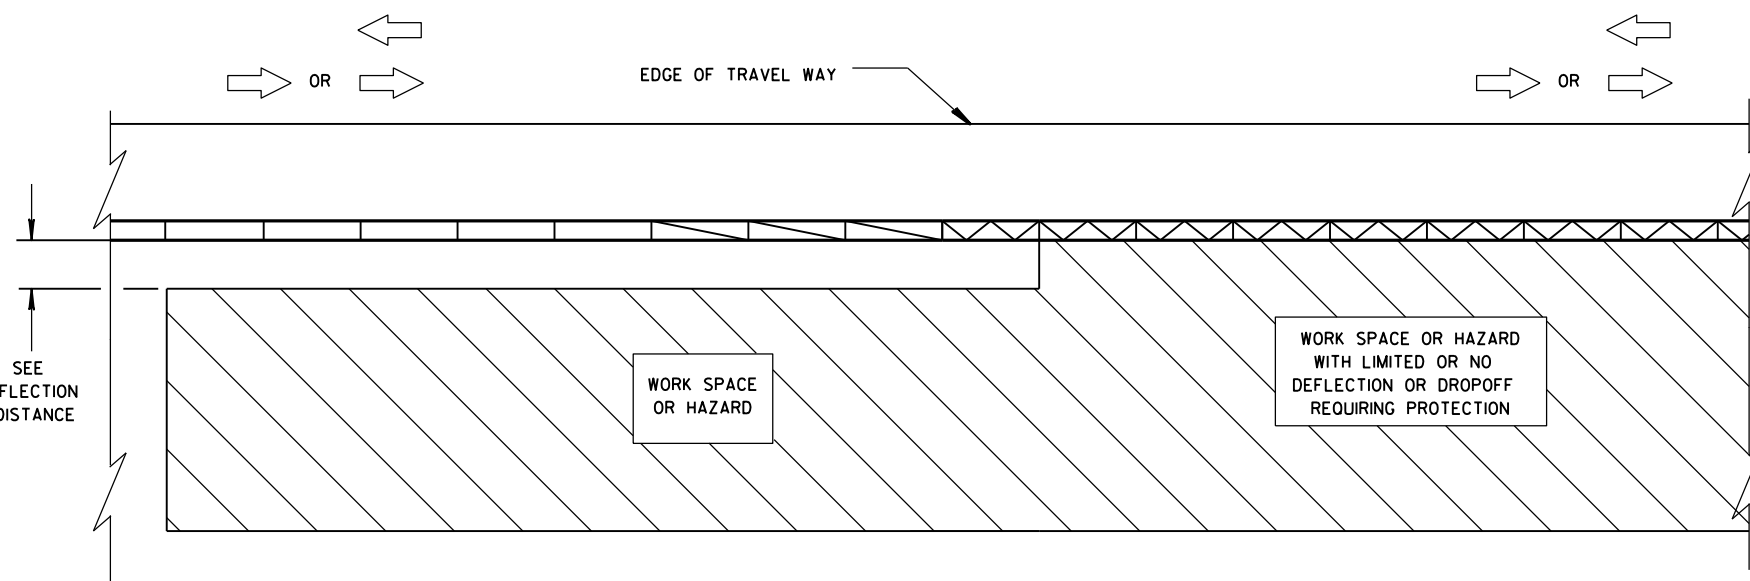 OR
EDGE OF TRAVEL WAY
OR
SEE
FLECTION
DISTANCE
WORK SPACE
OR HAZARD
WORK SPACE OR HAZARD
WITH LIMITED OR NO
DEFLECTION OR DROPOFF
REQUIRING PROTECTION